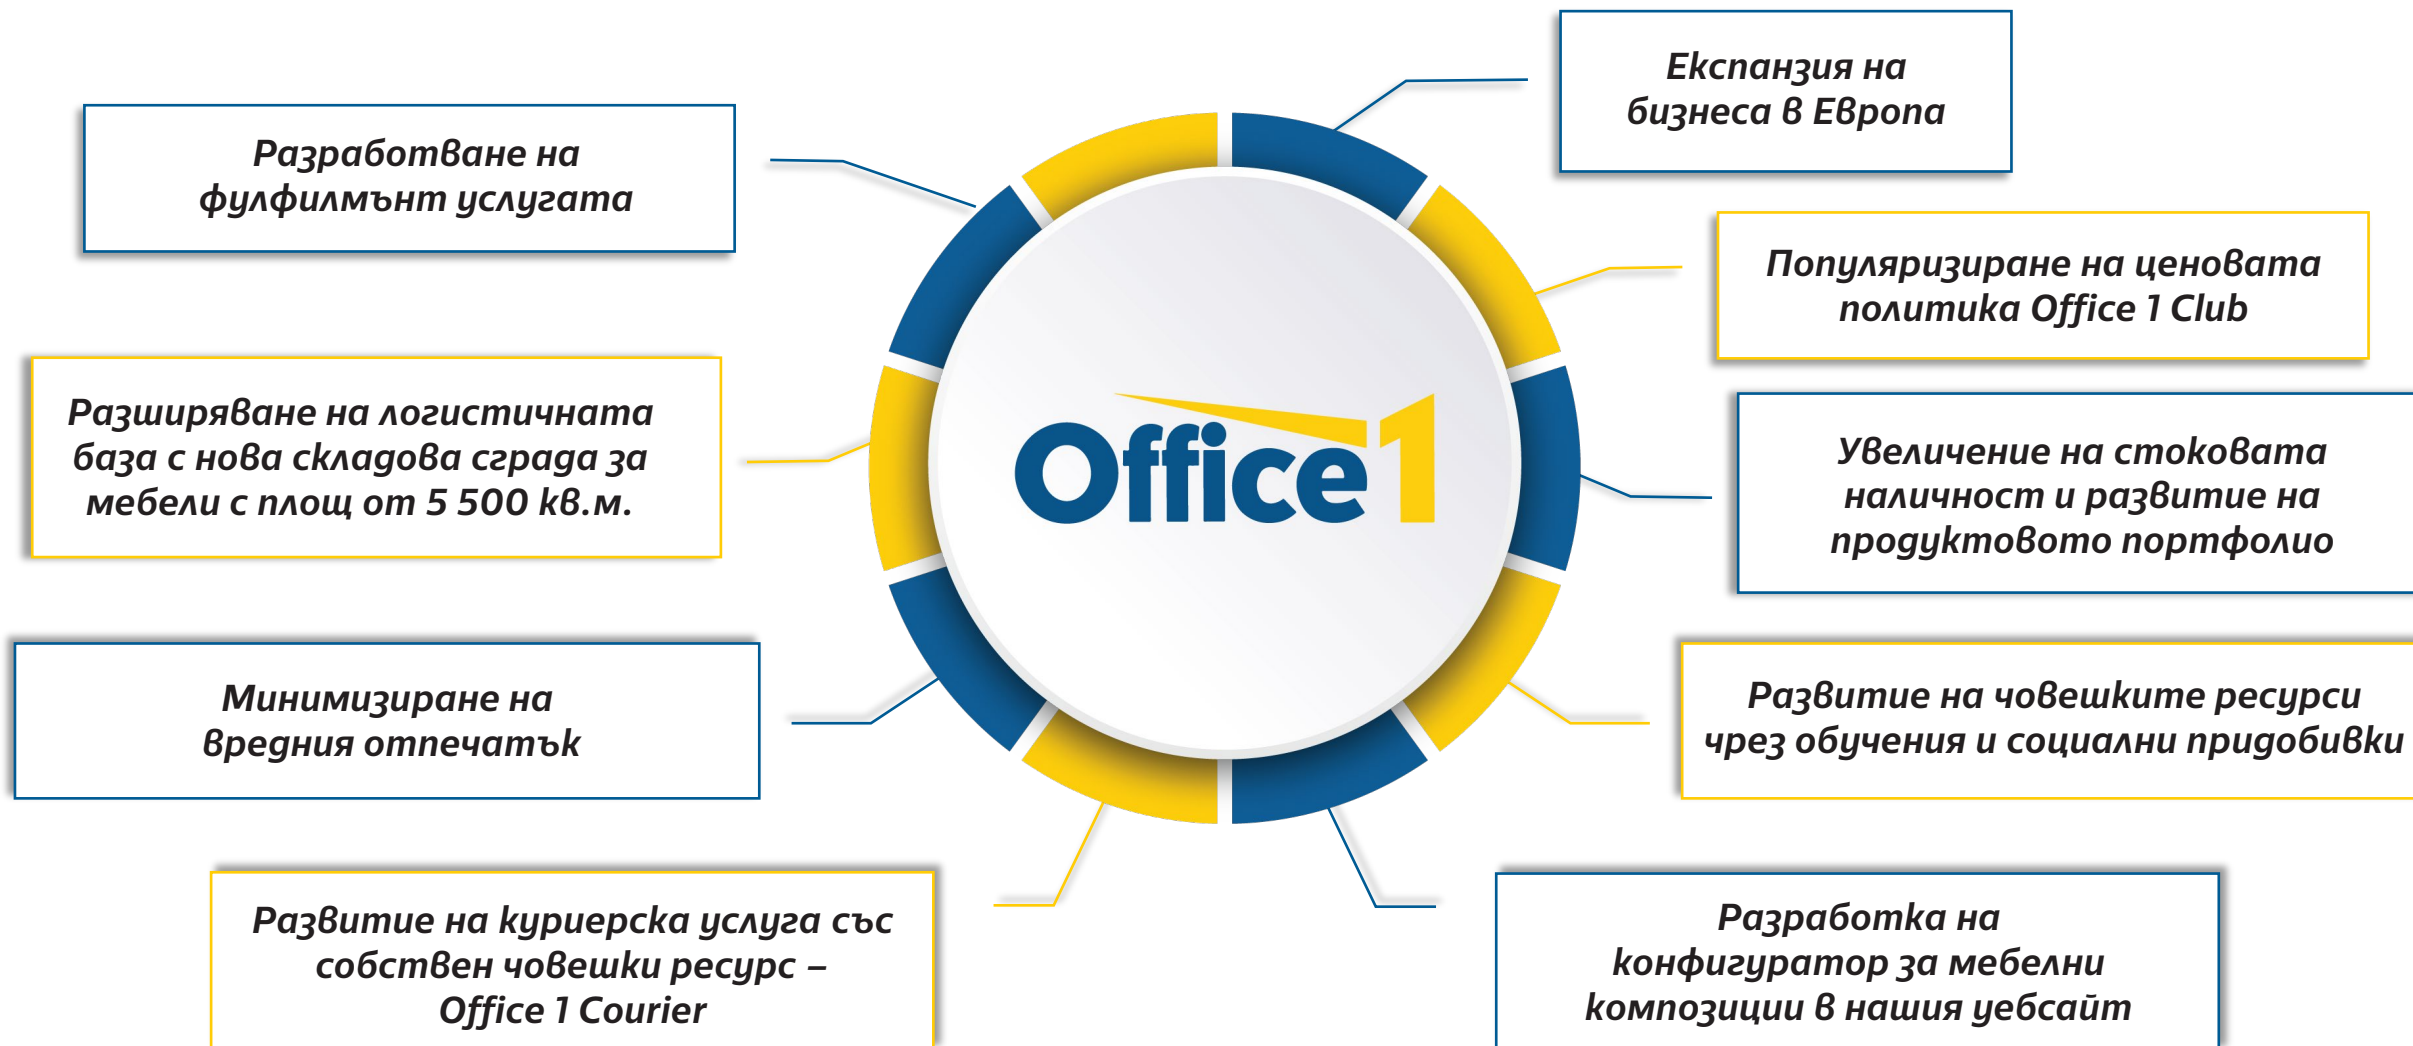 Експанзия на
бизнеса в Европа
Разработване на
фулфилмънт услугата
Популяризиране на ценовата
политика Office 1 Club
Разширяване на логистичната
база с нова складова сграда за
мебели с площ от 5 500 кв.м.
Office1
Увеличение на стоковата
наличност и развитие на
продуктовото портфолио
Минимизиране на
вредния отпечатък
Развитие на човешките ресурси
чрез обучения и социални придобивки
Развитие на куриерска услуга със
собствен човешки ресурс –
Office 1 Courier
Разработка на
конфигуратор за мебелни
композиции в нашия уебсайт